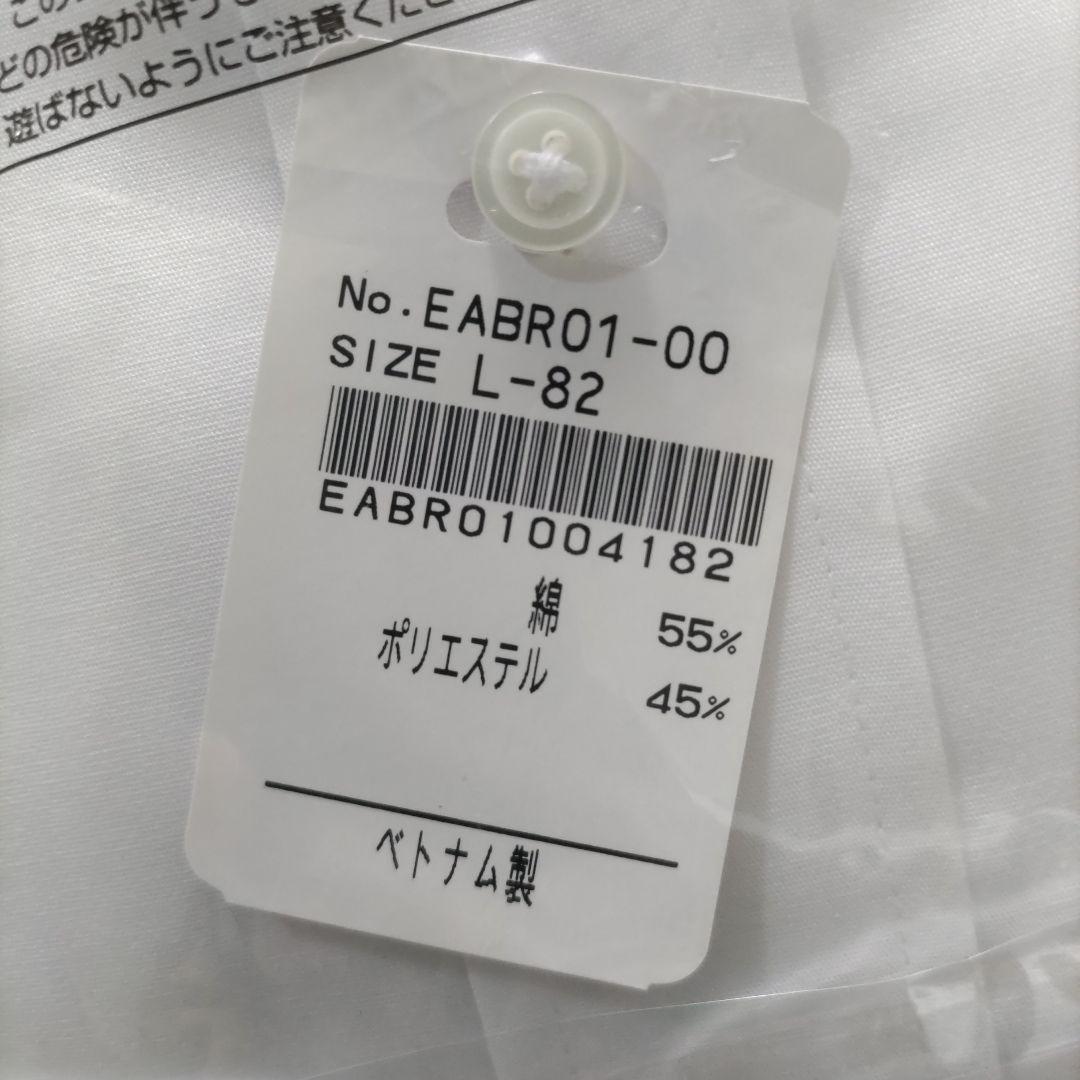 この
どの危険が伴う
遊ばないようにご注意くださ
No.EABR01-00
SIZE L-82
EABR01004182
綿 55%
ポリエステル 45%
ベトナム製